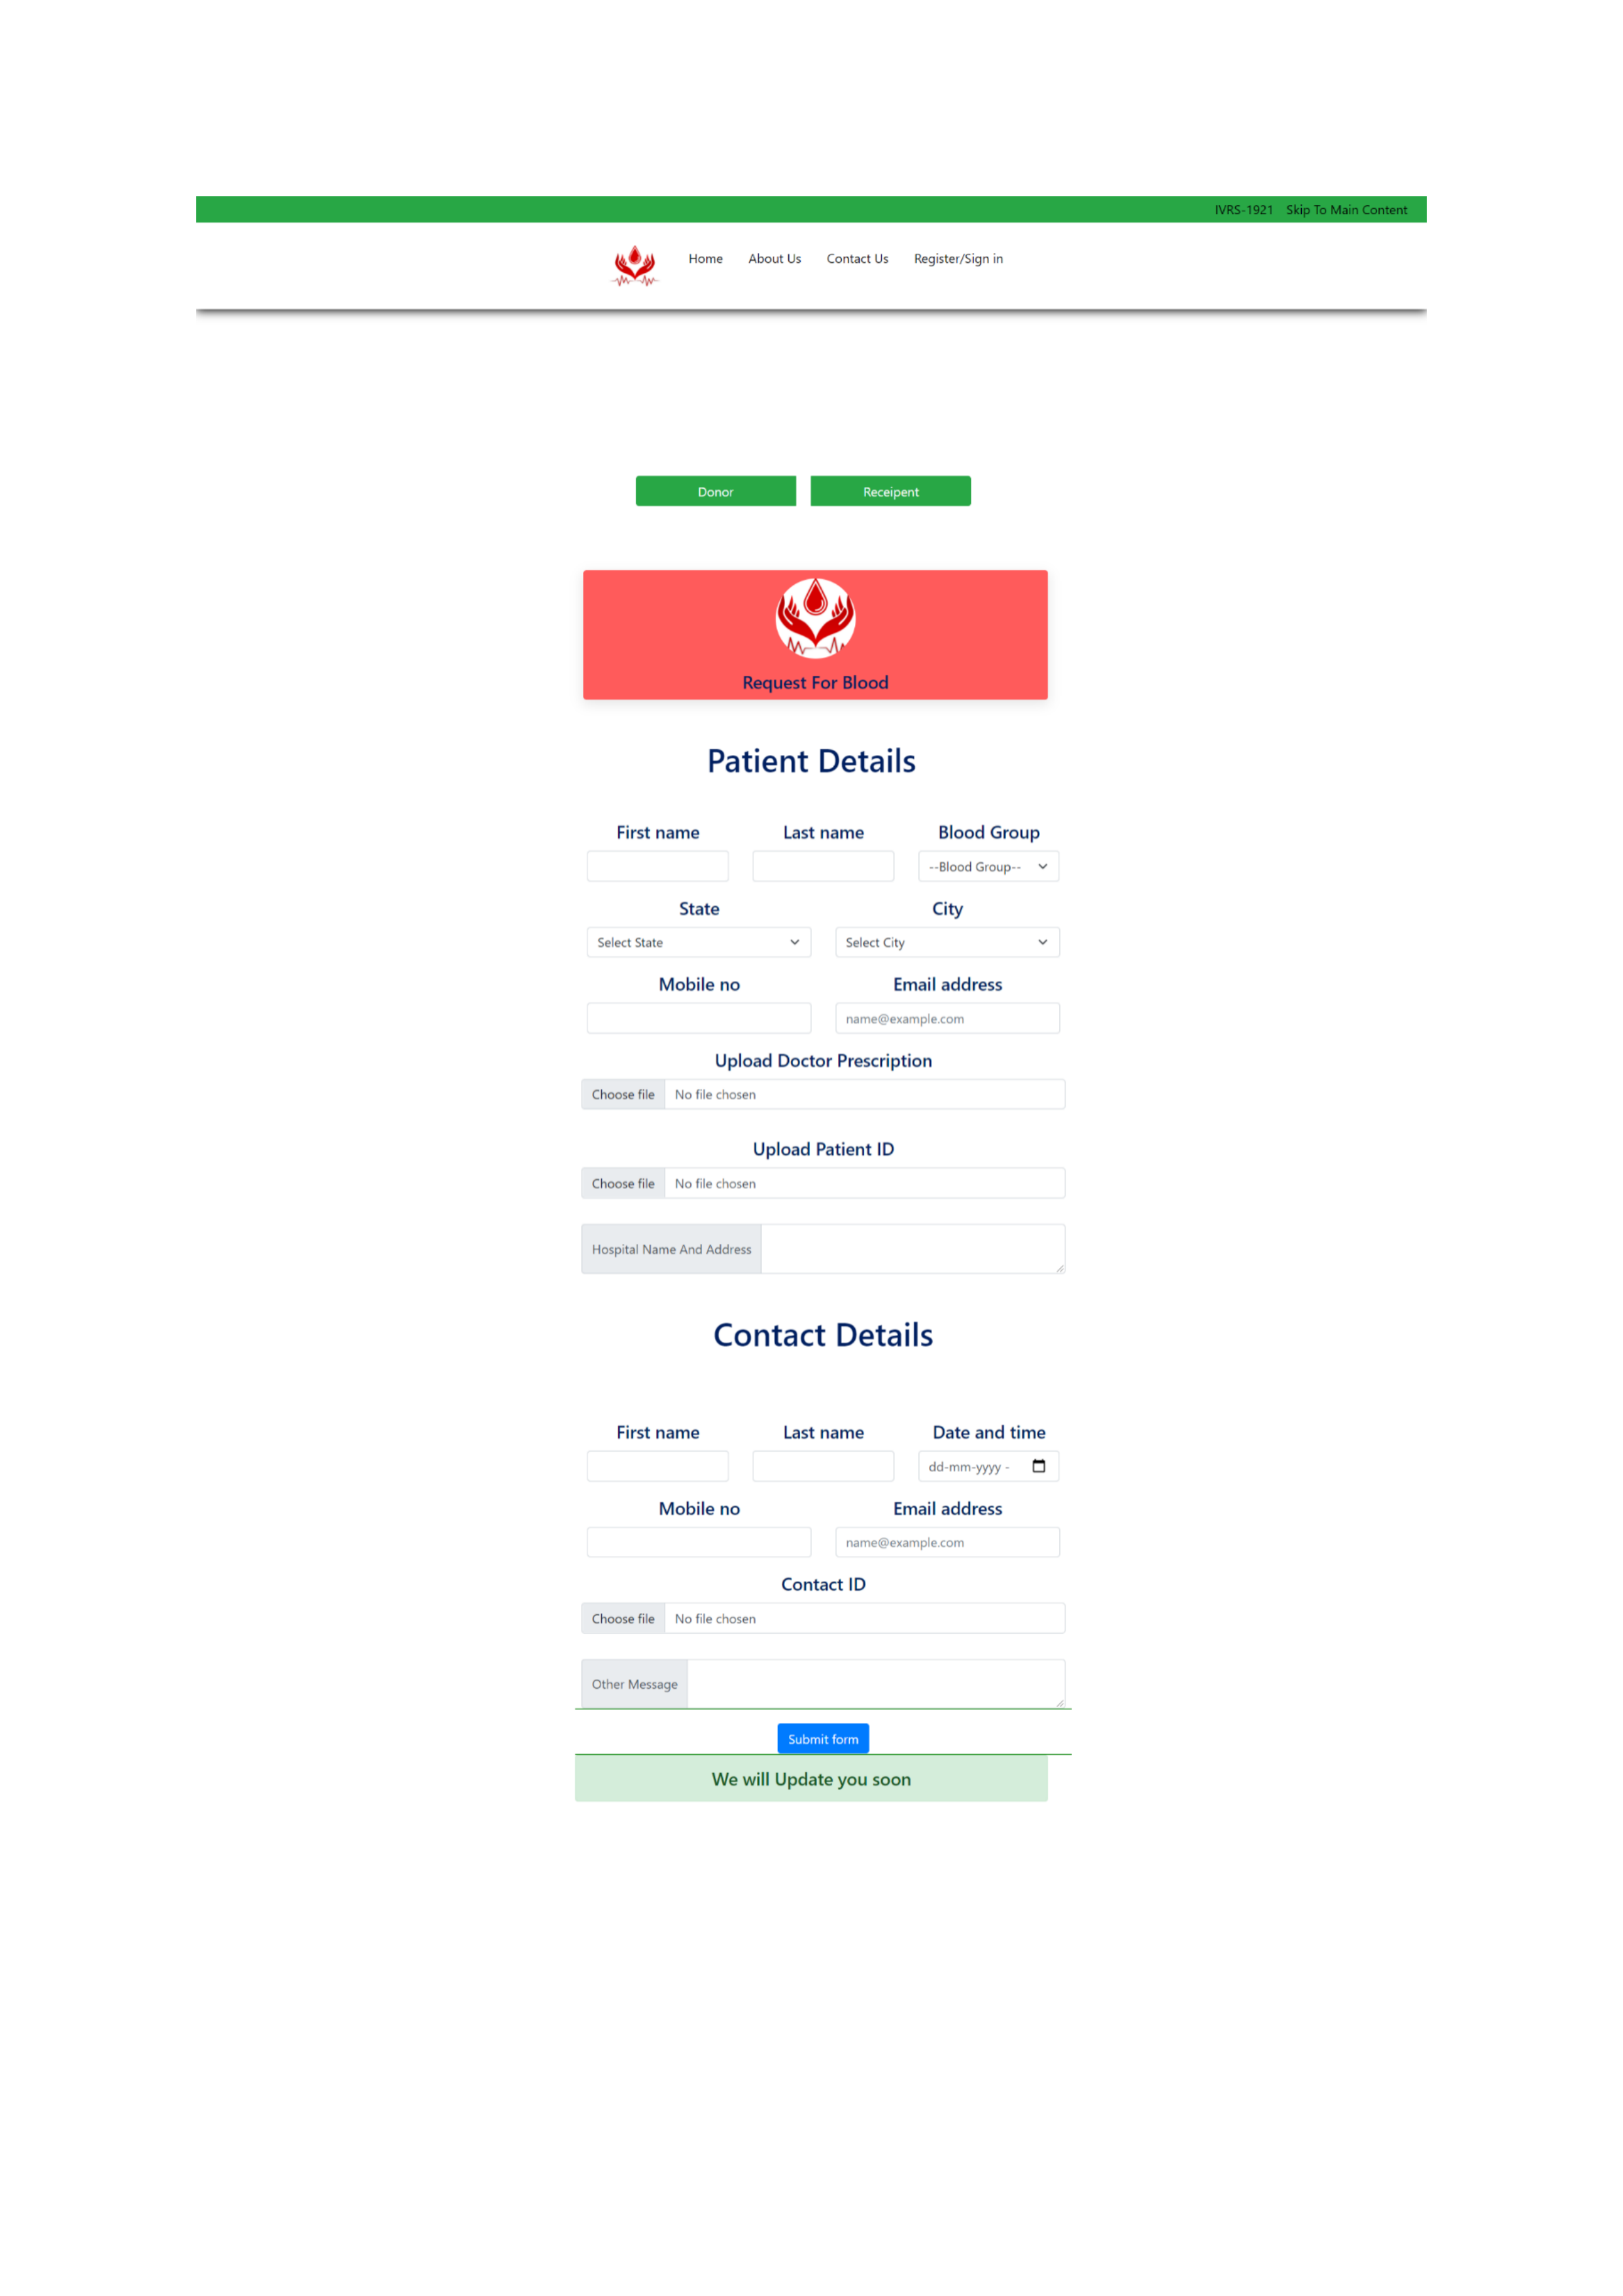 IVRS-1921 Skip To Main Content
Home About Us Contact Us Register/Sign in
Donor Receipent
Request For Blood
Patient Details
First name Last name Blood Group
--Blood Group--
State City
Select State Select City
Mobile no Email address
name@example.com
Upload Doctor Prescription
Choose file No file chosen
Upload Patient ID
Choose file No file chosen
Hospital Name And Address
Contact Details
First name Last name Date and time
dd-mm-yyyy -
Mobile no Email address
name@example.com
Contact ID
Choose file No file chosen
Other Message
Submit form
We will Update you soon